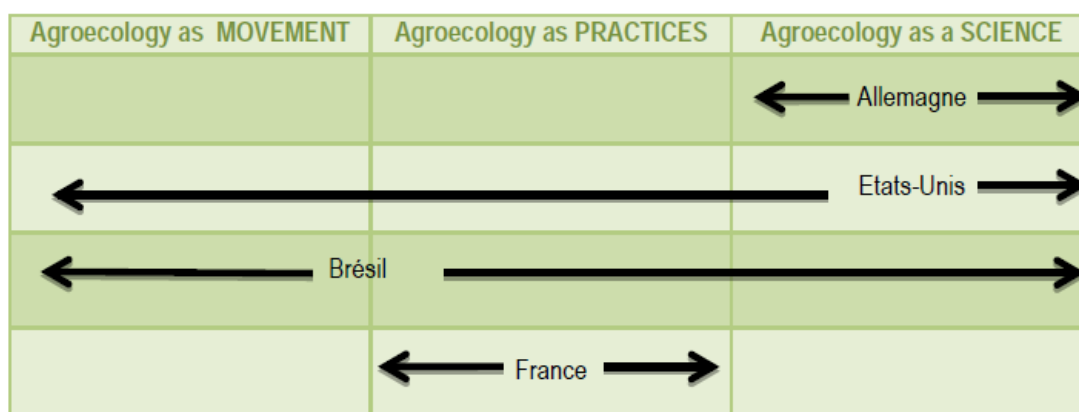 Agroecology as MOVEMENT
Agroecology as PRACTICES
Agroecology as a SCIENCE
Allemagne
Etats-Unis
Brésil
France